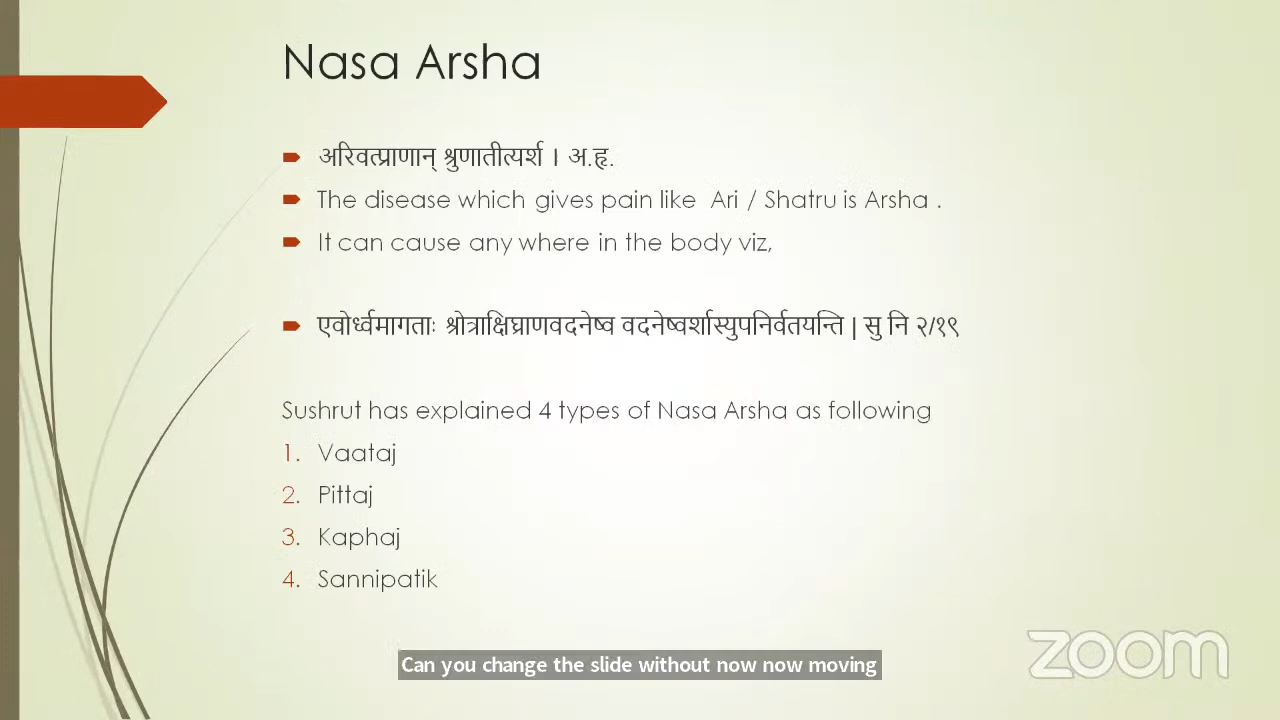 Nasa Arsha
अरिवत्प्राणान् श्रुणातीत्यर्श । अ.हृ.
The disease which gives pain like Ari / Shatru is Arsha .
It can cause any where in the body viz,
एवोर्ध्वमागताः श्रोत्राक्षिघ्राणवदनेष्व वदनेष्वर्शास्युपनिर्वतयन्ति | सु नि २/१९
Sushrut has explained 4 types of Nasa Arsha as following
1. Vaataj
2. Pittaj
3. Kaphaj
4. Sannipatik
Can you change the slide without now now moving
zoom